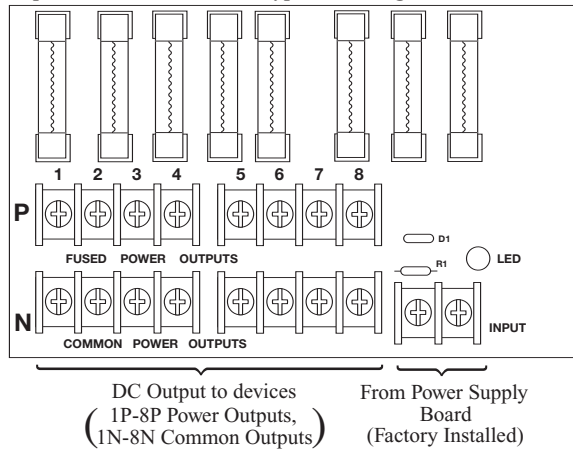 1 2 3 4 5 6 7 8
P
FUSED POWER OUTPUTS
D1
R1
LED
N
INPUT
COMMON POWER OUTPUTS
DC Output to devices
(1P-8P Power Outputs,
1N-8N Common Outputs)
From Power Supply
Board
(Factory Installed)